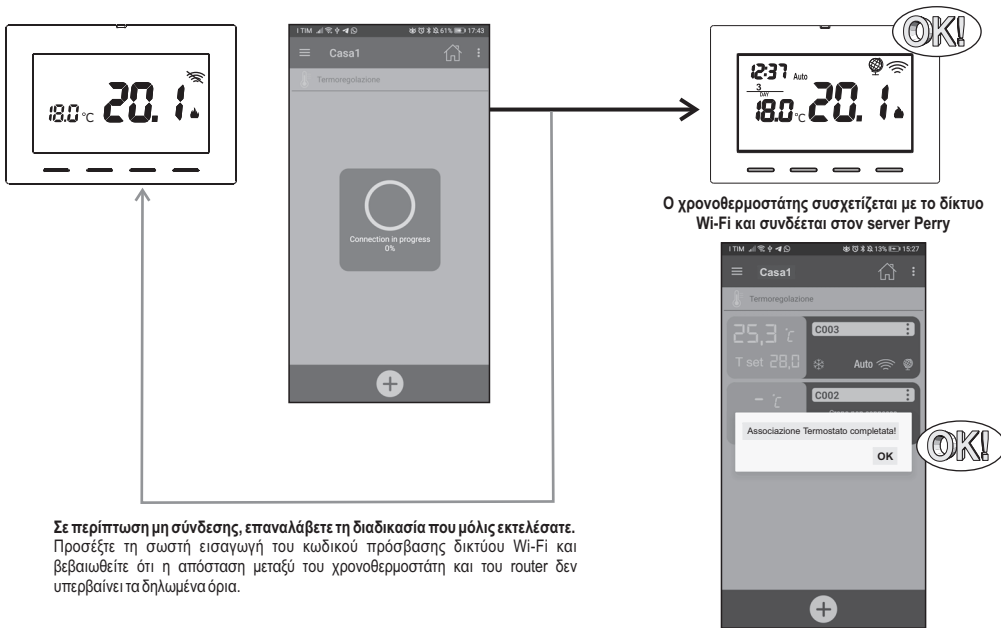 18.0 °C 20.1
I TIM 61% 17:43
Casa1
Termoregolazione
Connection in progress
0%
+
OK!
12:37 Auto
3
DAY
18.0 °C 20.1
Ο χρονοθερμοστάτης συσχετίζεται με το δίκτυο
Wi-Fi και συνδέεται στον server Perry
I TIM 13% 15:27
Casa1
Termoregolazione
25,3 °C
C003
T set 28,0
Auto
- °C
C002
Associazione Termostato completata!
OK
OK!
+
Σε περίπτωση μη σύνδεσης, επαναλάβετε τη διαδικασία που μόλις εκτελέσατε.
Προσέξτε τη σωστή εισαγωγή του κωδικού πρόσβασης δικτύου Wi-Fi και
βεβαιωθείτε ότι η απόσταση μεταξύ του χρονοθερμοστάτη και του router δεν
υπερβαίνει τα δηλωμένα όρια.